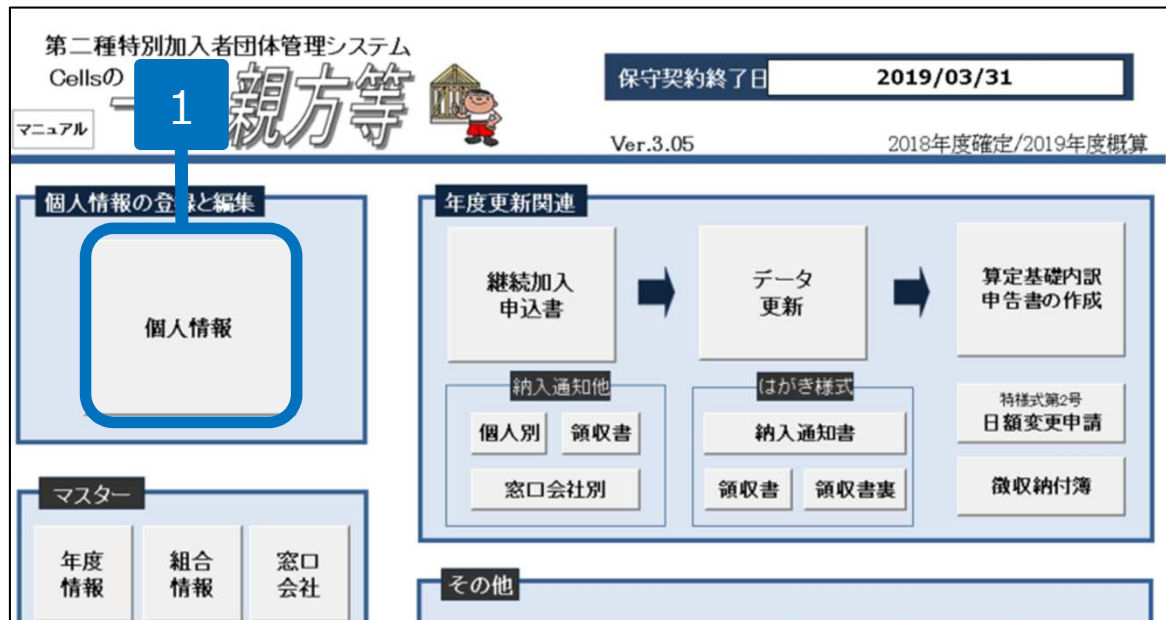 第二種特別加入者団体管理システム
Cellsの
親方等
マニュアル
1
保守契約終了日
2019/03/31
Ver.3.05
2018年度確定/2019年度概算
個人情報の登録と編集
個人情報
年度更新関連
継続加入
申込書
データ
更新
算定基礎内訳
申告書の作成
納入通知他
個人別
領収書
窓口会社別
はがき様式
納入通知書
領収書
領収書裏
特様式第2号
日額変更申請
徴収納付簿
マスター
年度
情報
組合
情報
窓口
会社
その他